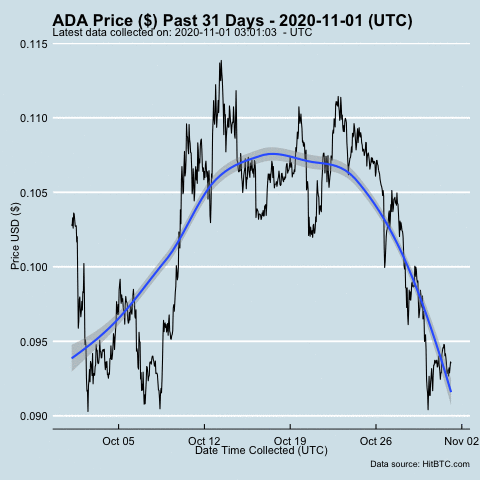 ADA Price ($) Past 31 Days - 2020-11-01 (UTC)
Latest data collected on: 2020-11-01 03:01:03 - UTC
0.115
0.110
0.105
0.100
0.095
0.090
Price USD ($)
Oct 05 Oct 12 Oct 19 Oct 26 Nov 02
Date Time Collected (UTC)
Data source: HitBTC.com